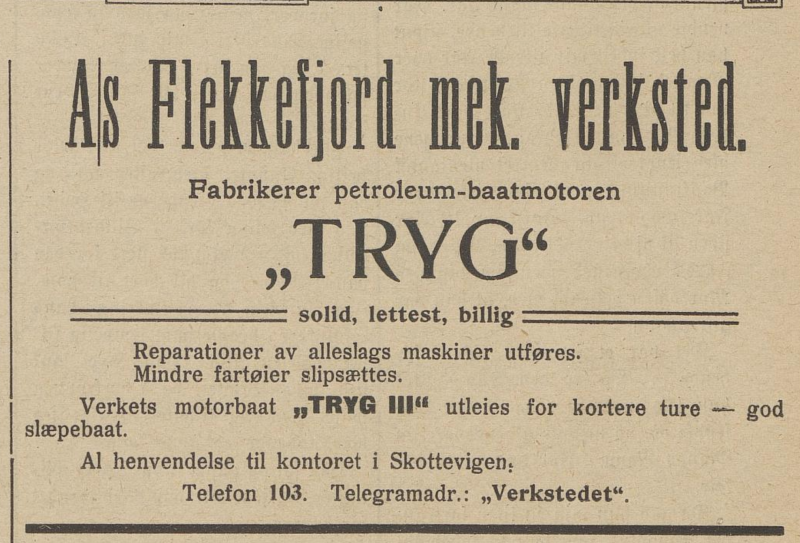 A/s Flekkefjord mek. verksted.
Fabrikerer petroleum-baatmotoren
„TRYG“
solid, lettest, billig
Reparationer av alleslags maskiner utføres.
Mindre fartøier slipsættes.
Verkets motorbaat „TRYG III“ utleies for kortere ture — god
slæpebaat.
Al henvendelse til kontoret i Skottevigen.
Telefon 103. Telegramadr.: „Verkstedet“.